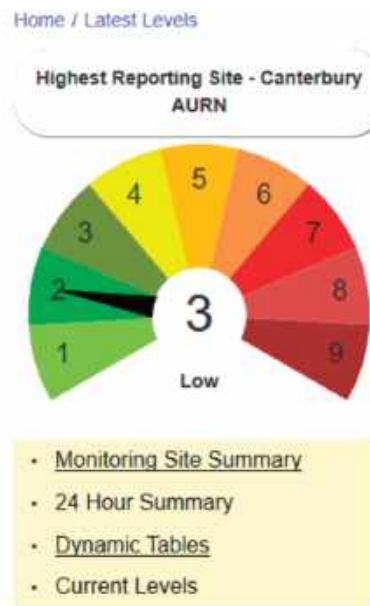 Home / Latest Levels
Highest Reporting Site - Canterbury
AURN
1
2
3
4
5
6
7
8
9
3
Low
• Monitoring Site Summary
• 24 Hour Summary
• Dynamic Tables
• Current Levels